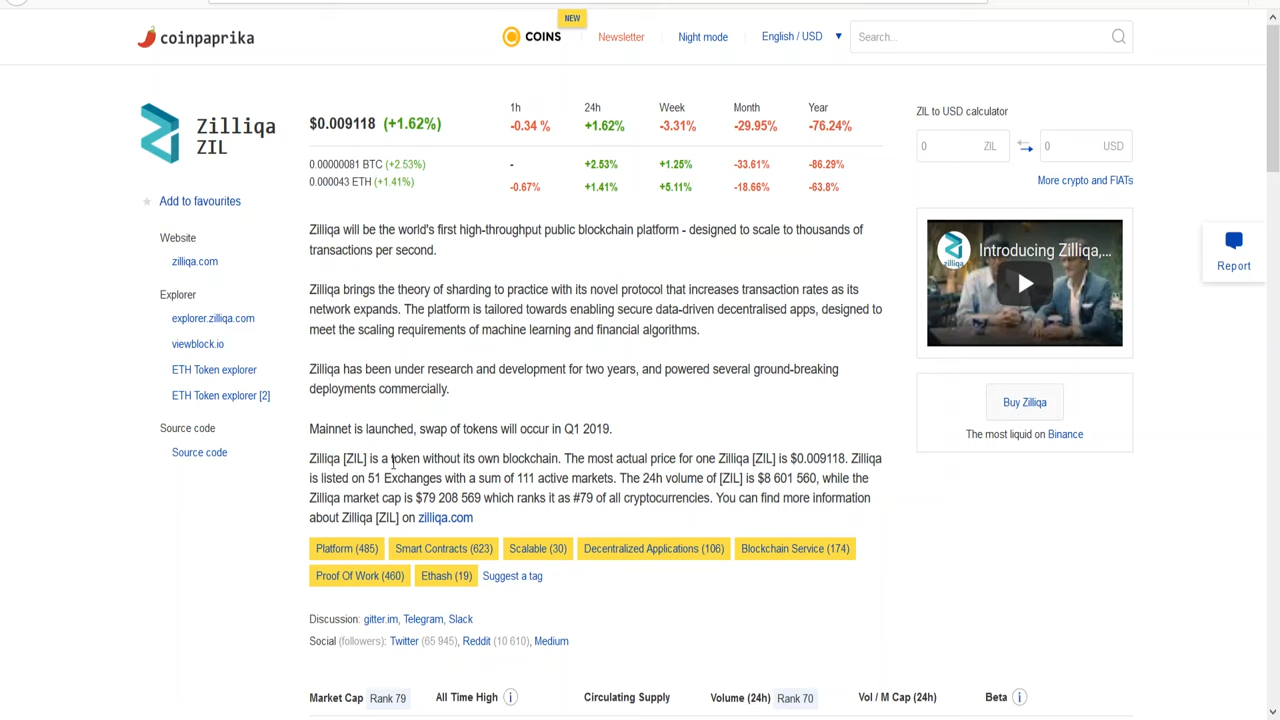 coinpaprika
NEW
COINS
Newsletter
Night mode
English / USD
Search...
Zilliqa
ZIL
$0.009118 (+1.62%)
1h 24h Week Month Year
-0.34 % +1.62% -3.31% -29.95% -76.24%
0.00000081 BTC (+2.53%) - +2.53% +1.25% -33.61% -86.29%
0.000043 ETH (+1.41%) -0.67% +1.41% +5.11% -18.66% -63.8%
ZIL to USD calculator
0 ZIL 0 USD
More crypto and FIATs
Add to favourites
Website
zilliqa.com
Explorer
explorer.zilliqa.com
viewblock.io
ETH Token explorer
ETH Token explorer [2]
Source code
Source code
Zilliqa will be the world's first high-throughput public blockchain platform - designed to scale to thousands of
transactions per second.
Zilliqa brings the theory of sharding to practice with its novel protocol that increases transaction rates as its
network expands. The platform is tailored towards enabling secure data-driven decentralised apps, designed to
meet the scaling requirements of machine learning and financial algorithms.
Zilliqa has been under research and development for two years, and powered several ground-breaking
deployments commercially.
Mainnet is launched, swap of tokens will occur in Q1 2019.
Zilliqa [ZIL] is a token without its own blockchain. The most actual price for one Zilliqa [ZIL] is $0.009118. Zilliqa
is listed on 51 Exchanges with a sum of 111 active markets. The 24h volume of [ZIL] is $8 601 560, while the
Zilliqa market cap is $79 208 569 which ranks it as #79 of all cryptocurrencies. You can find more information
about Zilliqa [ZIL] on zilliqa.com
Platform (485) Smart Contracts (623) Scalable (30) Decentralized Applications (106) Blockchain Service (174)
Proof Of Work (460) Ethash (19) Suggest a tag
Discussion: gitter.im, Telegram, Slack
Social (followers): Twitter (65 945), Reddit (10 610), Medium
Market Cap Rank 79 All Time High i Circulating Supply Volume (24h) Rank 70 Vol / M Cap (24h) Beta i
zilliqa
Introducing Zilliqa,...
Buy Zilliqa
The most liquid on Binance
Report